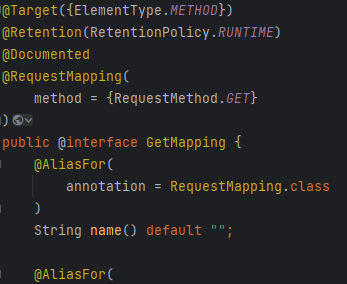 @Target({ElementType.METHOD})
@Retention(RetentionPolicy.RUNTIME)
@Documented
@RequestMapping(
    method = {RequestMethod.GET}
)
public @interface GetMapping {
    @AliasFor(
        annotation = RequestMapping.class
    )
    String name() default "";

    @AliasFor(